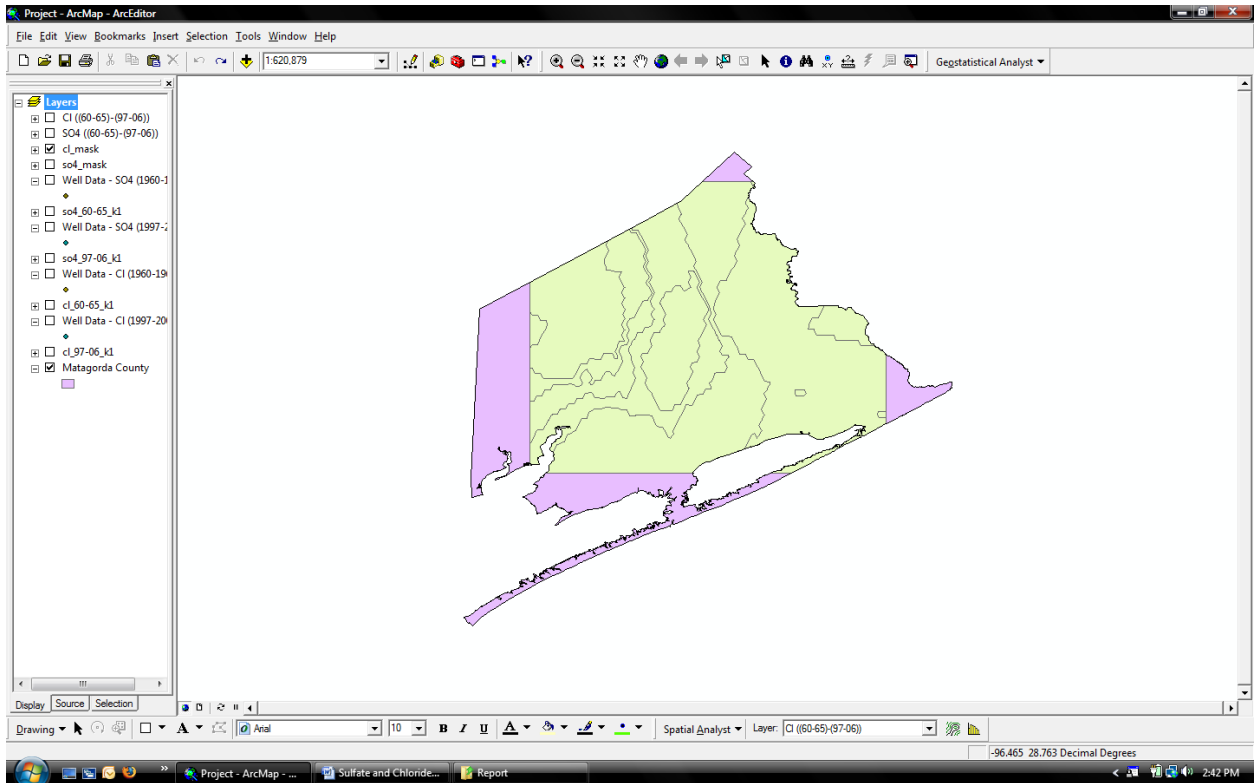 Project - ArcMap - ArcEditor
File Edit View Bookmarks Insert Selection Tools Window Help
1:620,879
Geostatistical Analyst
Layers
Cl ((60-65)-(97-06))
SO4 ((60-65)-(97-06))
cl_mask
so4_mask
Well Data - SO4 (1960-1
so4_60-65_k1
Well Data - SO4 (1997-2
so4_97-06_k1
Well Data - Cl (1960-196
cl_60-65_k1
Well Data - Cl (1997-200
cl_97-06_k1
Matagorda County
Display Source Selection
Drawing A Arial 10 B I U A Spatial Analyst Layer: Cl ((60-65)-(97-06))
-96.465 28.763 Decimal Degrees
Project - ArcMap - ... Sulfate and Chloride... Report 2:42 PM